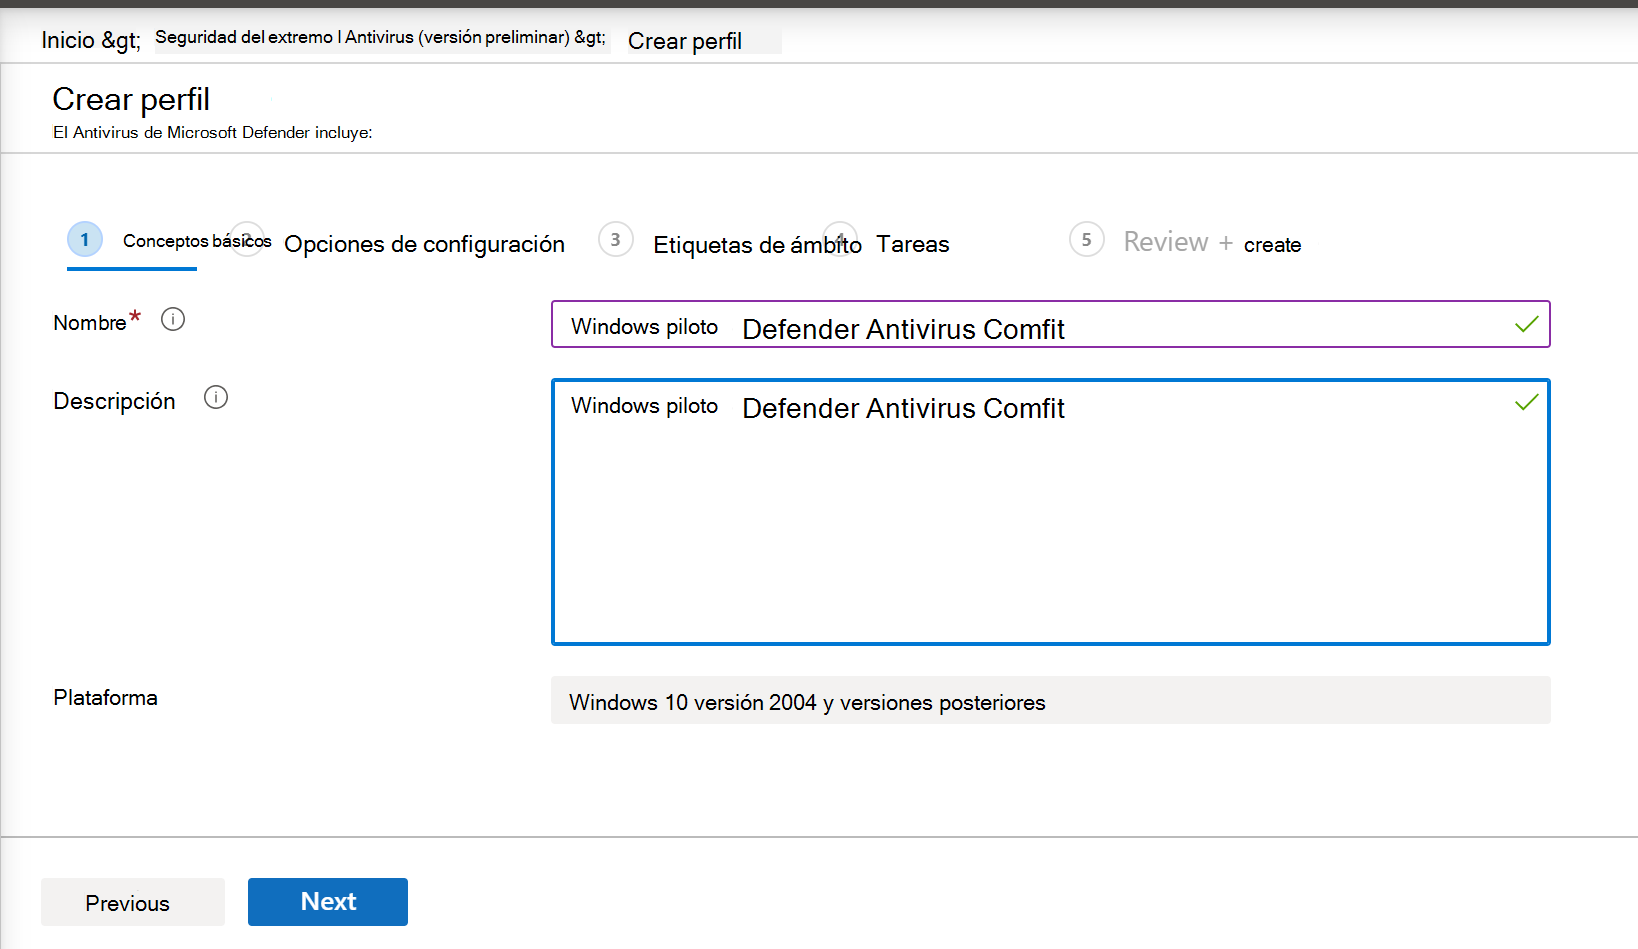 Inicio &gt; Seguridad del extremo | Antivirus (versión preliminar) &gt; Crear perfil
Crear perfil
El Antivirus de Microsoft Defender incluye:
1 Conceptos básicos 2 Opciones de configuración 3 Etiquetas de ámbito 4 Tareas 5 Review + create
Nombre*
Windows piloto Defender Antivirus Comfit
Descripción
Windows piloto Defender Antivirus Comfit
Plataforma
Windows 10 versión 2004 y versiones posteriores
Previous Next